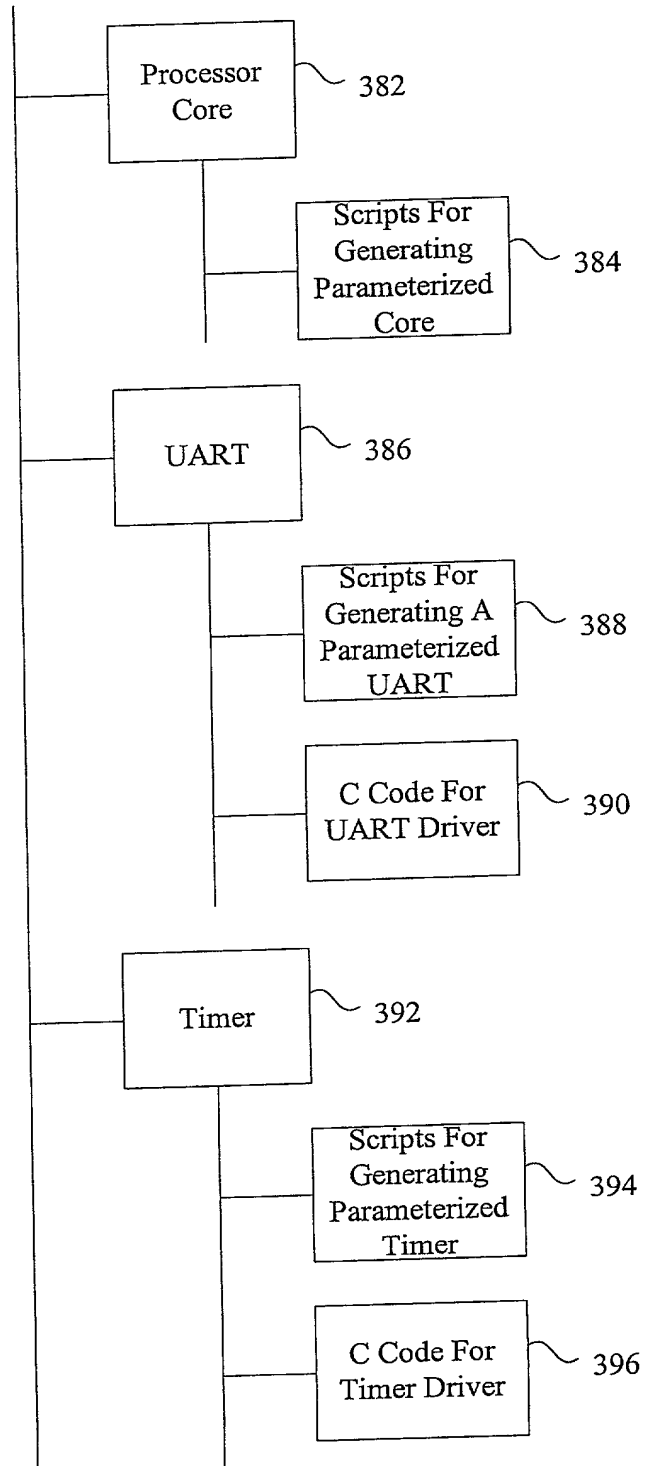 Processor
Core
382
Scripts For
Generating
Parameterized
Core
384
UART
386
Scripts For
Generating A
Parameterized
UART
388
C Code For
UART Driver
390
Timer
392
Scripts For
Generating
Parameterized
Timer
394
C Code For
Timer Driver
396